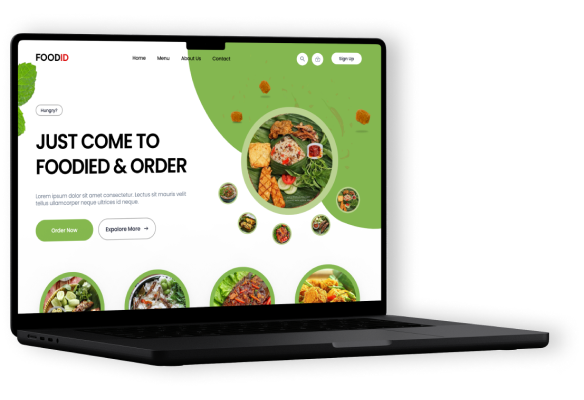 FOODID
Home Menu About Us Contact
Sign Up
Hungry?
JUST COME TO
FOODIED & ORDER
Lorem ipsum dolor sit amet consectetur. Lectus sit mauris velit
tellus ullamcorper neque ultrices id neque.
Order Now
Expalore More →